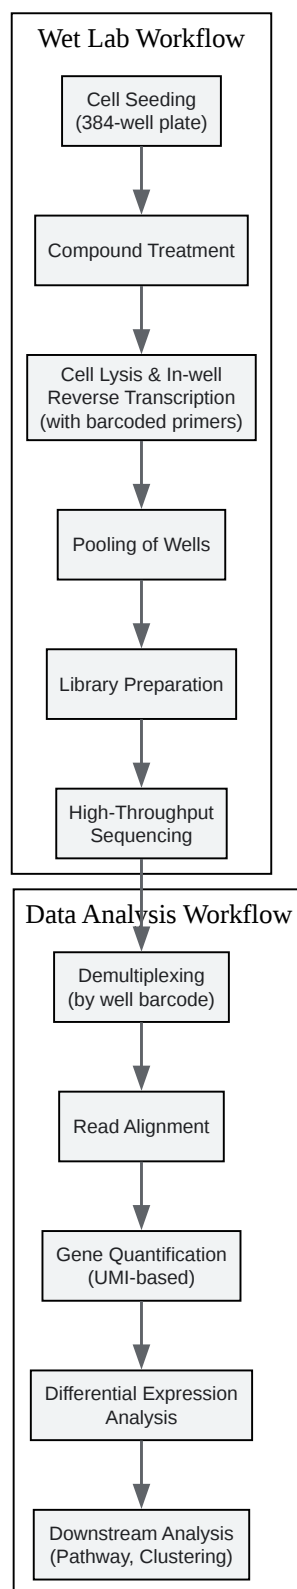 Wet Lab Workflow
Cell Seeding
(384-well plate)
Compound Treatment
Cell Lysis & In-well
Reverse Transcription
(with barcoded primers)
Pooling of Wells
Library Preparation
High-Throughput
Sequencing
Data Analysis Workflow
Demultiplexing
(by well barcode)
Read Alignment
Gene Quantification
(UMI-based)
Differential Expression
Analysis
Downstream Analysis
(Pathway, Clustering)